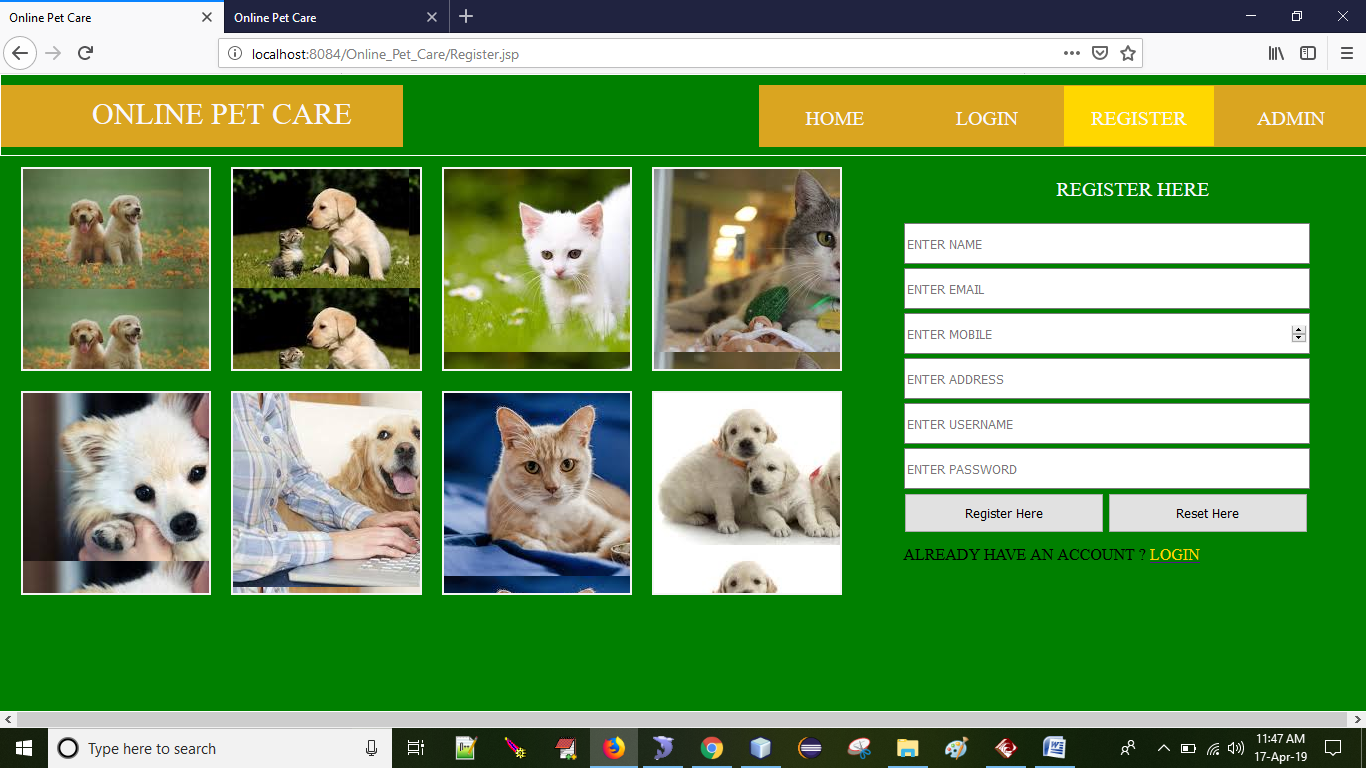 Online Pet Care
Online Pet Care
localhost:8084/Online_Pet_Care/Register.jsp
ONLINE PET CARE
HOME
LOGIN
REGISTER
ADMIN
REGISTER HERE
ENTER NAME
ENTER EMAIL
ENTER MOBILE
ENTER ADDRESS
ENTER USERNAME
ENTER PASSWORD
Register Here
Reset Here
ALREADY HAVE AN ACCOUNT ? LOGIN
Type here to search
11:47 AM
17-Apr-19